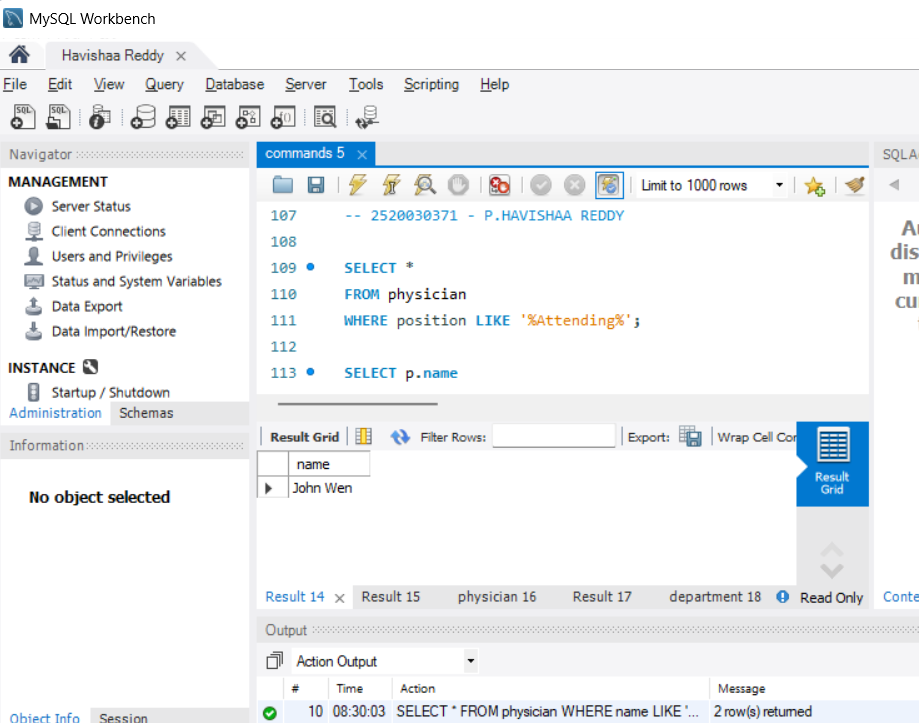 MySQL Workbench
Havishaa Reddy
File Edit View Query Database Server Tools Scripting Help
Navigator
MANAGEMENT
Server Status
Client Connections
Users and Privileges
Status and System Variables
Data Export
Data Import/Restore
INSTANCE
Startup / Shutdown
Administration Schemas
Information
No object selected
Object Info Session
commands 5
Limit to 1000 rows
107 -- 2520030371 - P.HAVISHAA REDDY
108
109 SELECT *
110 FROM physician
111 WHERE position LIKE '%Attending%';
112
113 SELECT p.name
Result Grid Filter Rows: Export: Wrap Cell Con
name
John Wen
Result Grid
Result 14 Result 15 physician 16 Result 17 department 18 Read Only
Output
Action Output
# Time Action Message
10 08:30:03 SELECT * FROM physician WHERE name LIKE '... 2 row(s) returned
SQLA
dis
m
cu
Conte